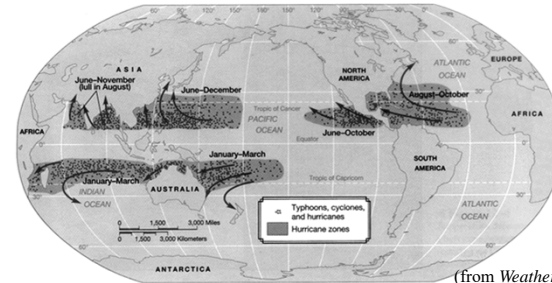 ASIA
June–November
(lull in August)
June–December
NORTH
AMERICA
ATLANTIC
OCEAN
EUROPE
August–October
Tropic of Cancer
PACIFIC
OCEAN
AFRICA
AFRICA
June–October
Equator
January–March
January–March
SOUTH
AMERICA
INDIAN
OCEAN
AUSTRALIA
Tropic of Capricorn
ATLANTIC
OCEAN
0 1,500 3,000 Miles
0 1,500 3,000 Kilometers
Typhoons, cyclones,
and hurricanes
Hurricane zones
ANTARCTICA
(from Weather